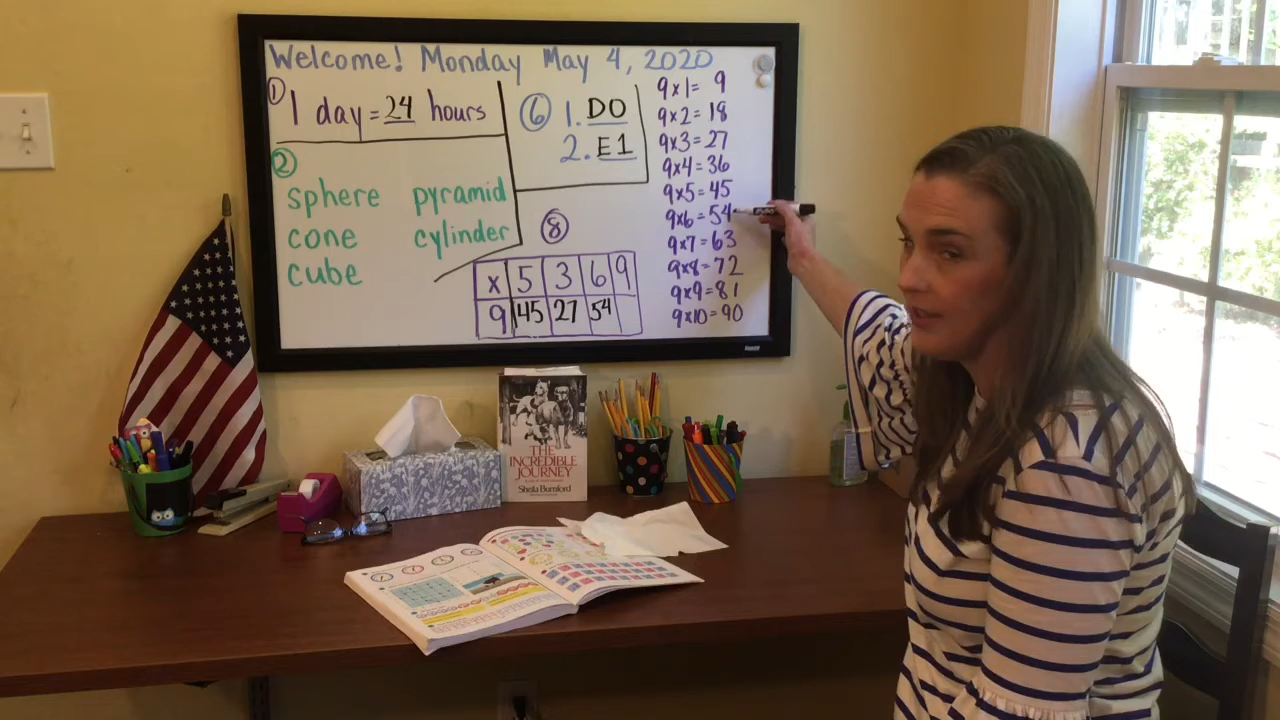 Welcome! Monday May 4, 2020
① 1 day = 24 hours
② sphere pyramid
cone cylinder
cube
⑥ 1. DO
2. E1
⑧
x 5 3 6 9
9 45 27 54
9x1= 9
9x2=18
9x3=27
9x4=36
9x5=45
9x6=54
9x7=63
9x8=72
9x9=81
9x10=90
THE
INCREDIBLE
JOURNEY
Sheila Burnford